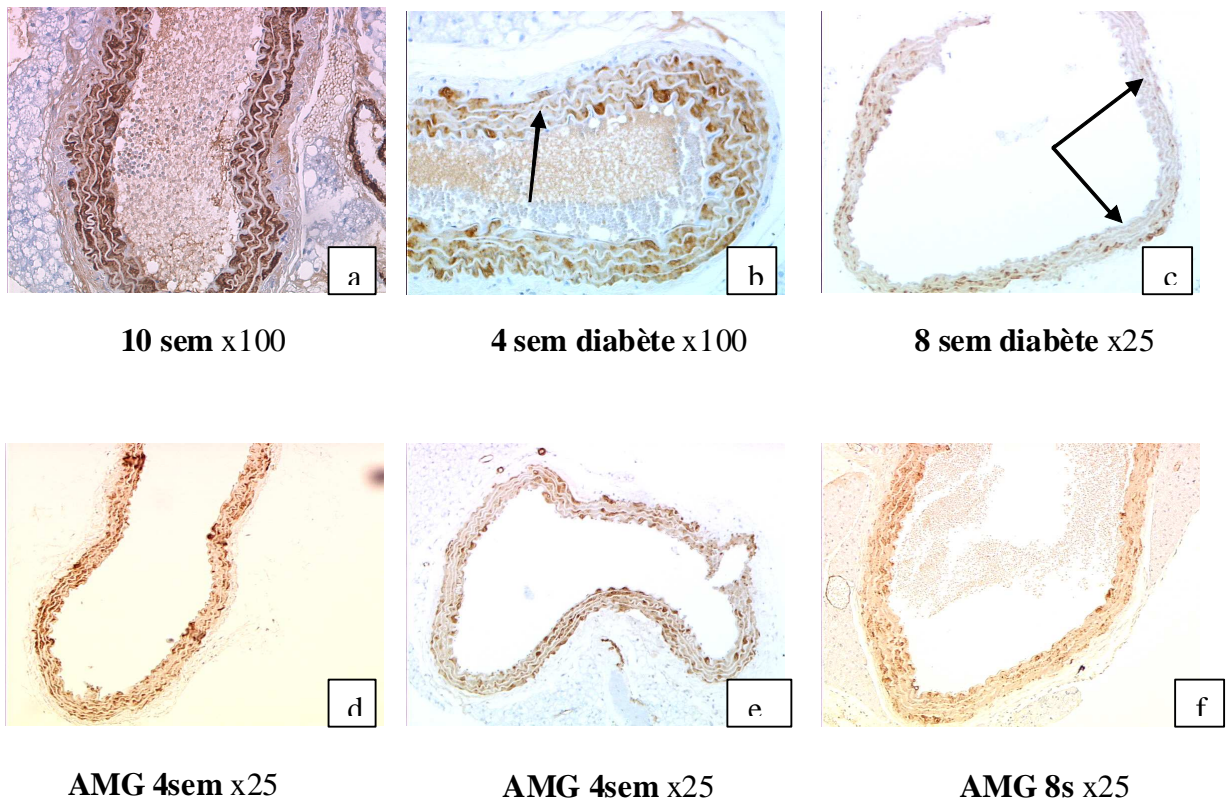 a
b
c
10 sem x100
4 sem diabète x100
8 sem diabète x25
d
e
f
AMG 4sem x25
AMG 4sem x25
AMG 8s x25